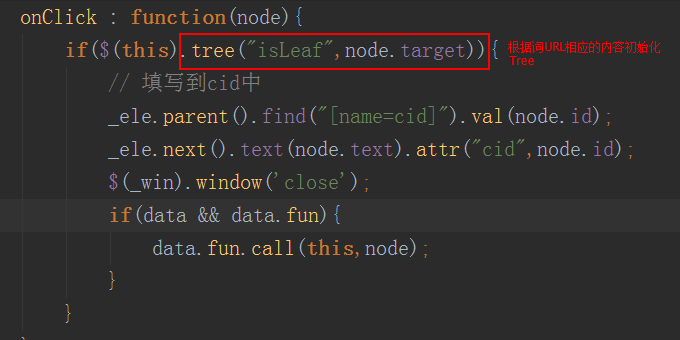 onClick : function(node){
if($(this).tree("isLeaf",node.target)){
根据调URL相应的内容初始化
Tree
// 填写到cid中
_ele.parent().find("[name=cid]").val(node.id);
_ele.next().text(node.text).attr("cid",node.id);
$(_win).window('close');
if(data && data.fun){
data.fun.call(this,node);
}
}